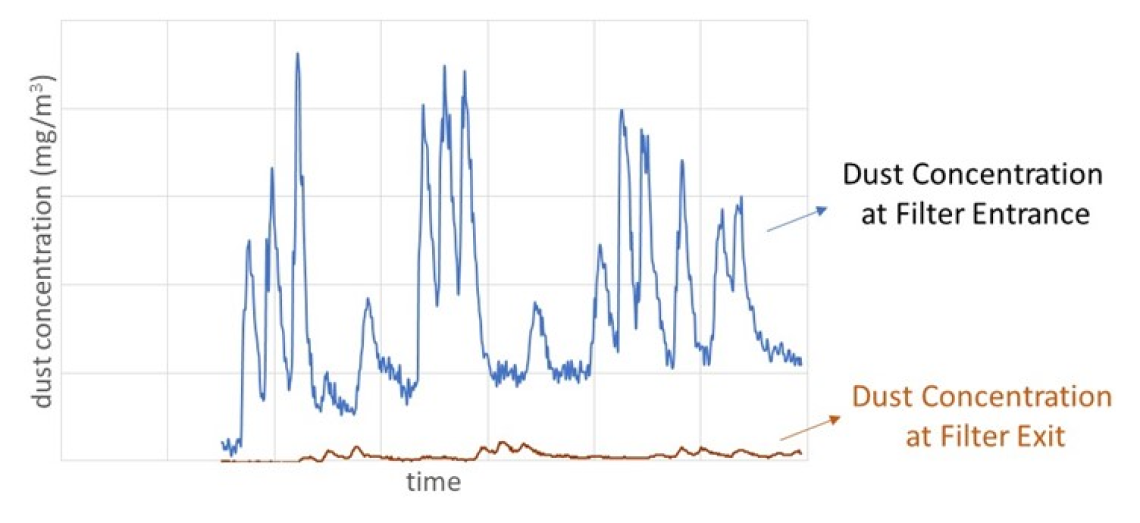 dust concentration (mg/m³)
Dust Concentration
at Filter Entrance
Dust Concentration
at Filter Exit
time